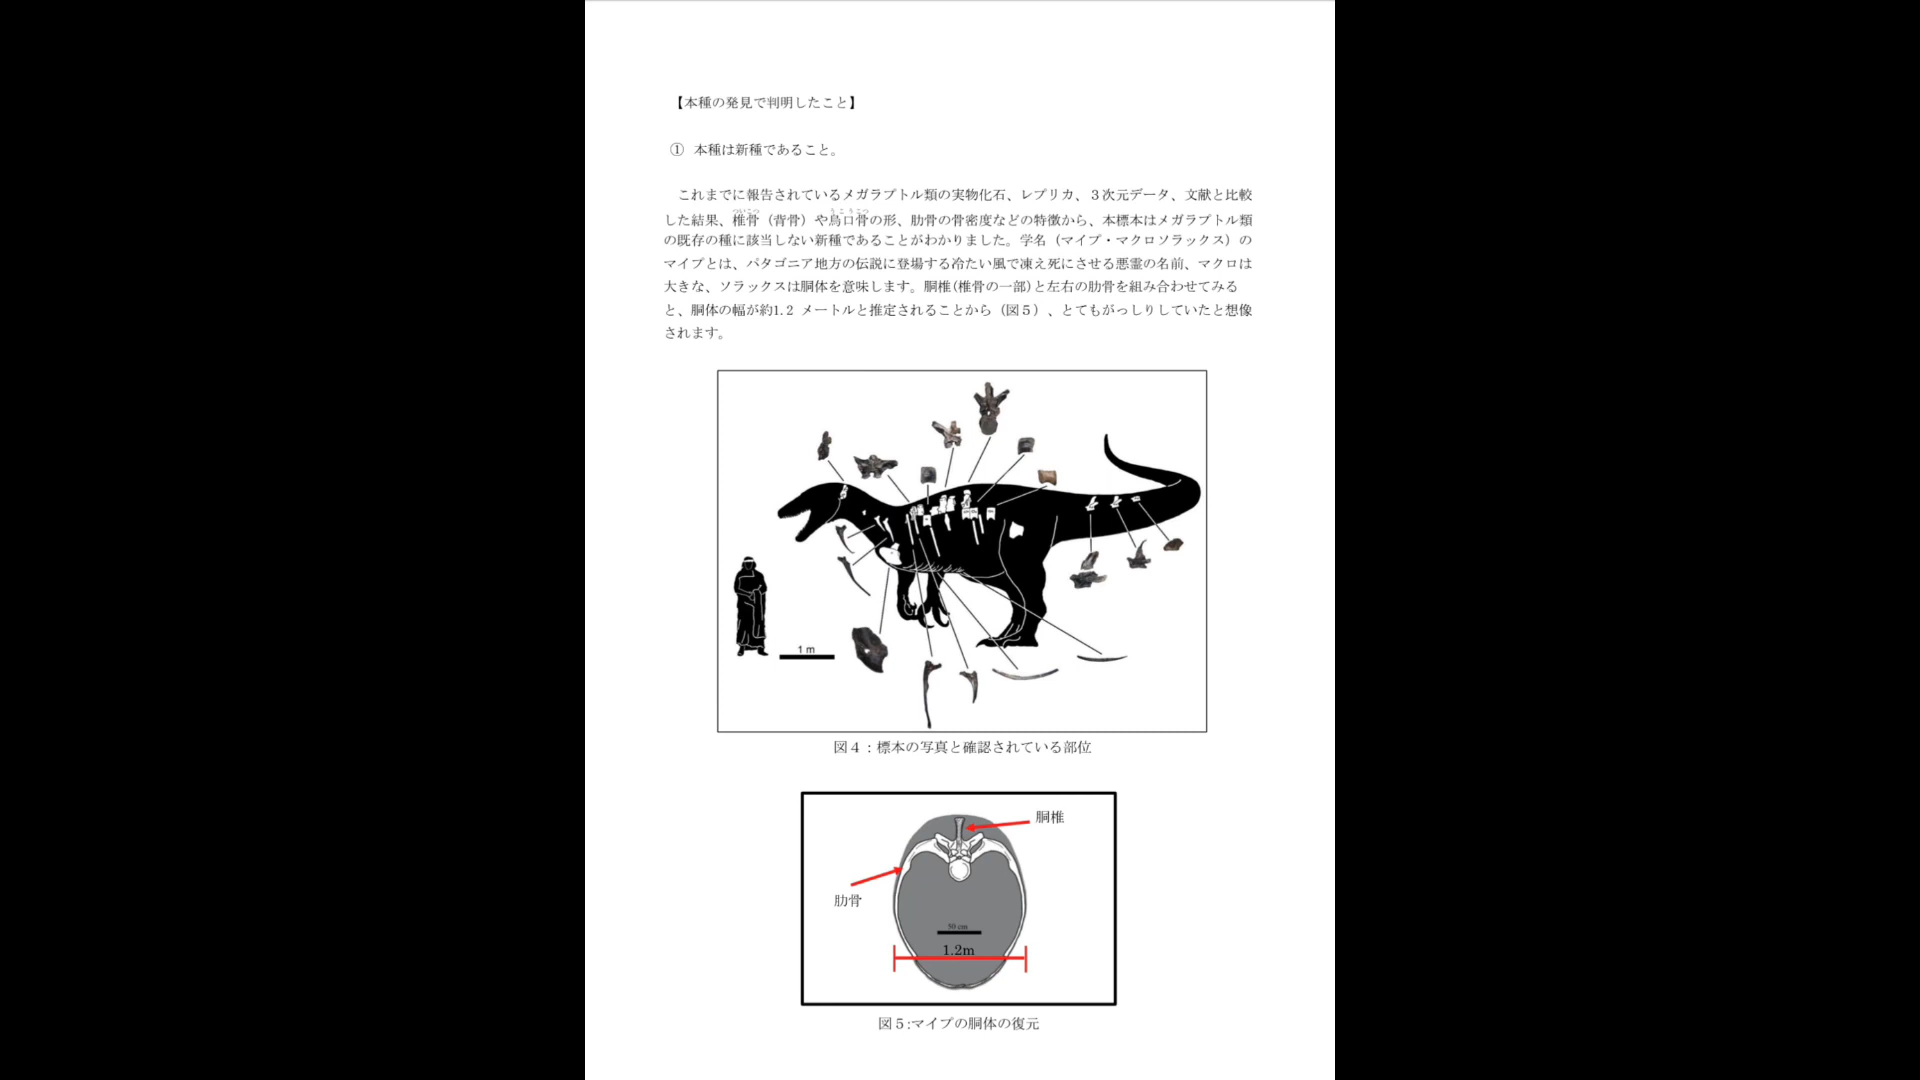 【本種の発見で判明したこと】
① 本種は新種であること。
これまでに報告されているメガラプトル類の実物化石、レプリカ、3次元データ、文献と比較
ついこつ うこうこつ
した結果、椎骨（背骨）や烏口骨の形、肋骨の骨密度などの特徴から、本標本はメガラプトル類
の既存の種に該当しない新種であることがわかりました。学名（マイプ・マクロソラックス）の
マイプとは、パタゴニア地方の伝説に登場する冷たい風で凍え死にさせる悪霊の名前、マクロは
大きな、ソラックスは胴体を意味します。胴椎(椎骨の一部)と左右の肋骨を組み合わせてみる
と、胴体の幅が約1.2 メートルと推定されることから（図５）、とてもがっしりしていたと想像
されます。
1 m
図４：標本の写真と確認されている部位
胴椎
肋骨
50 cm
1.2m
図５:マイプの胴体の復元